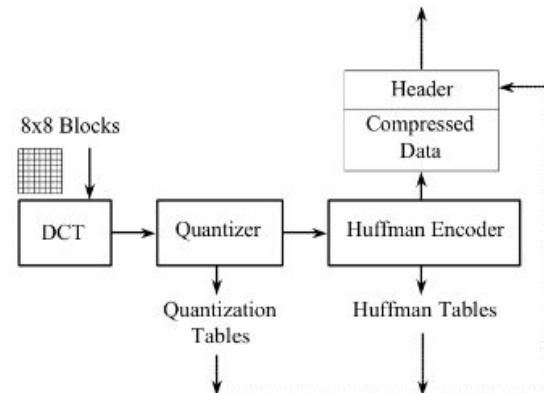 Header
Compressed
Data
8x8 Blocks
DCT
Quantizer
Huffman Encoder
Quantization
Tables
Huffman Tables